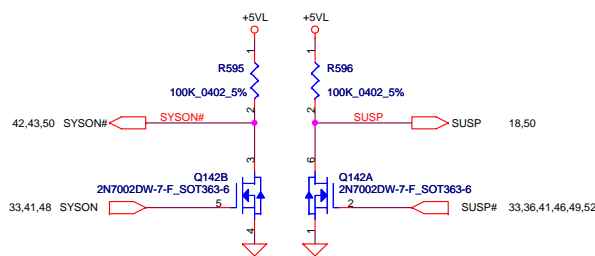 +5VL
+5VL
1
1
R595
R596
100K_0402_5%
100K_0402_5%
2
2
42,43,50 SYSON#
SYSON#
SUSP
SUSP 18,50
3
6
Q142B
Q142A
2N7002DW-7-F_SOT363-6
2N7002DW-7-F_SOT363-6
33,41,48 SYSON
5
2
SUSP# 33,36,41,46,49,52
4
1